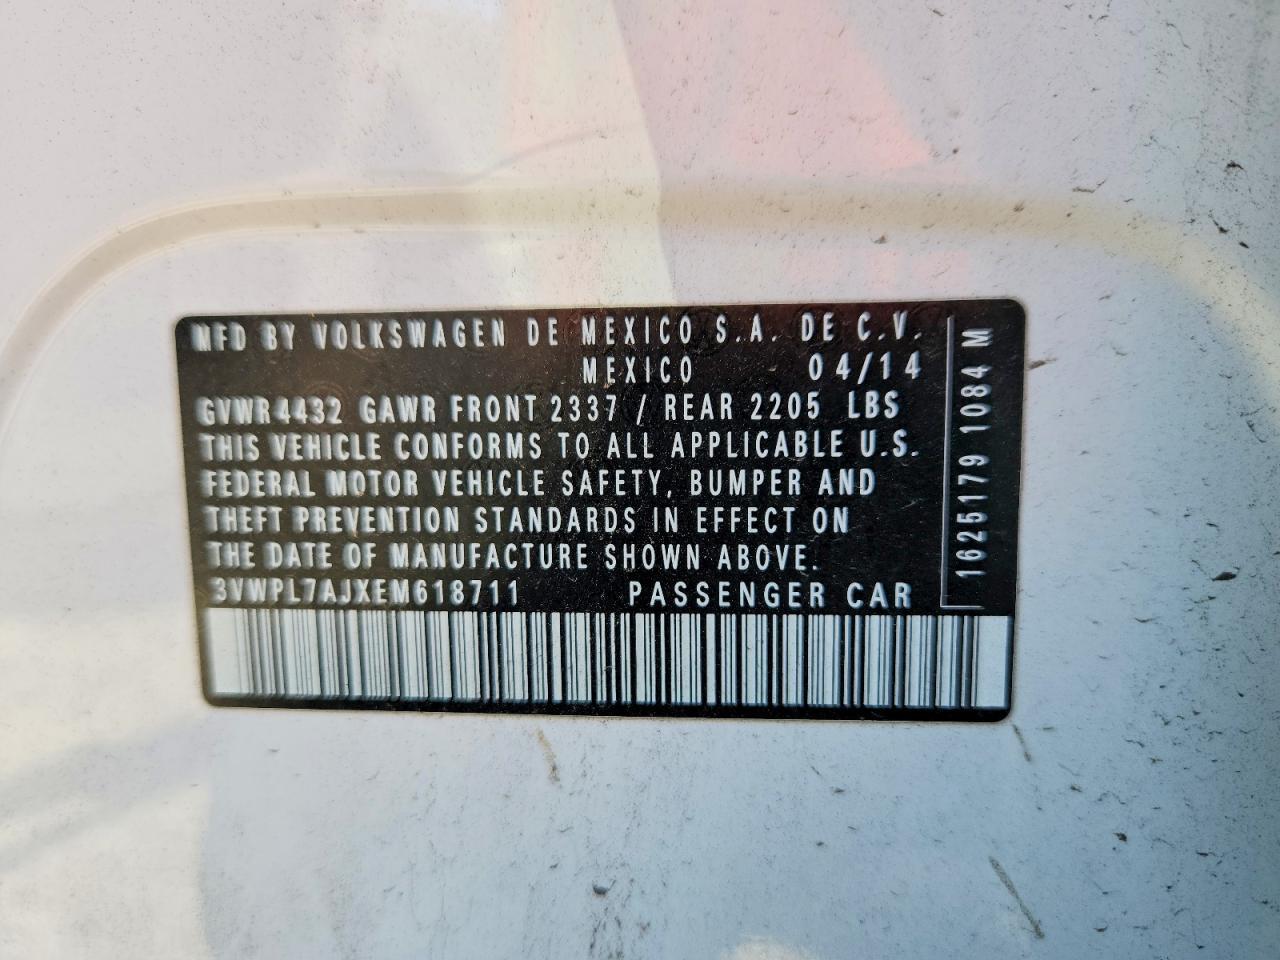 MFD BY VOLKSWAGEN DE MEXICO S.A. DE C.V.
MEXICO 04/14
GVWR 4432 GAWR FRONT 2337 / REAR 2205 LBS
THIS VEHICLE CONFORMS TO ALL APPLICABLE U.S.
FEDERAL MOTOR VEHICLE SAFETY, BUMPER AND
THEFT PREVENTION STANDARDS IN EFFECT ON
THE DATE OF MANUFACTURE SHOWN ABOVE.
3VWPL7AJXEM618711 PASSENGER CAR
1625179 1084 M